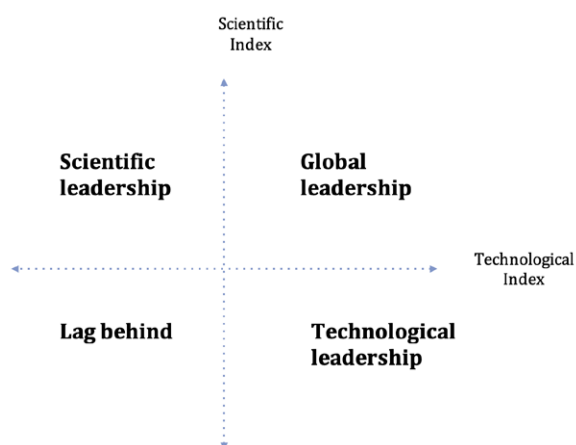 Scientific
Index
Scientific
leadership
Global
leadership
Technological
Index
Lag behind
Technological
leadership